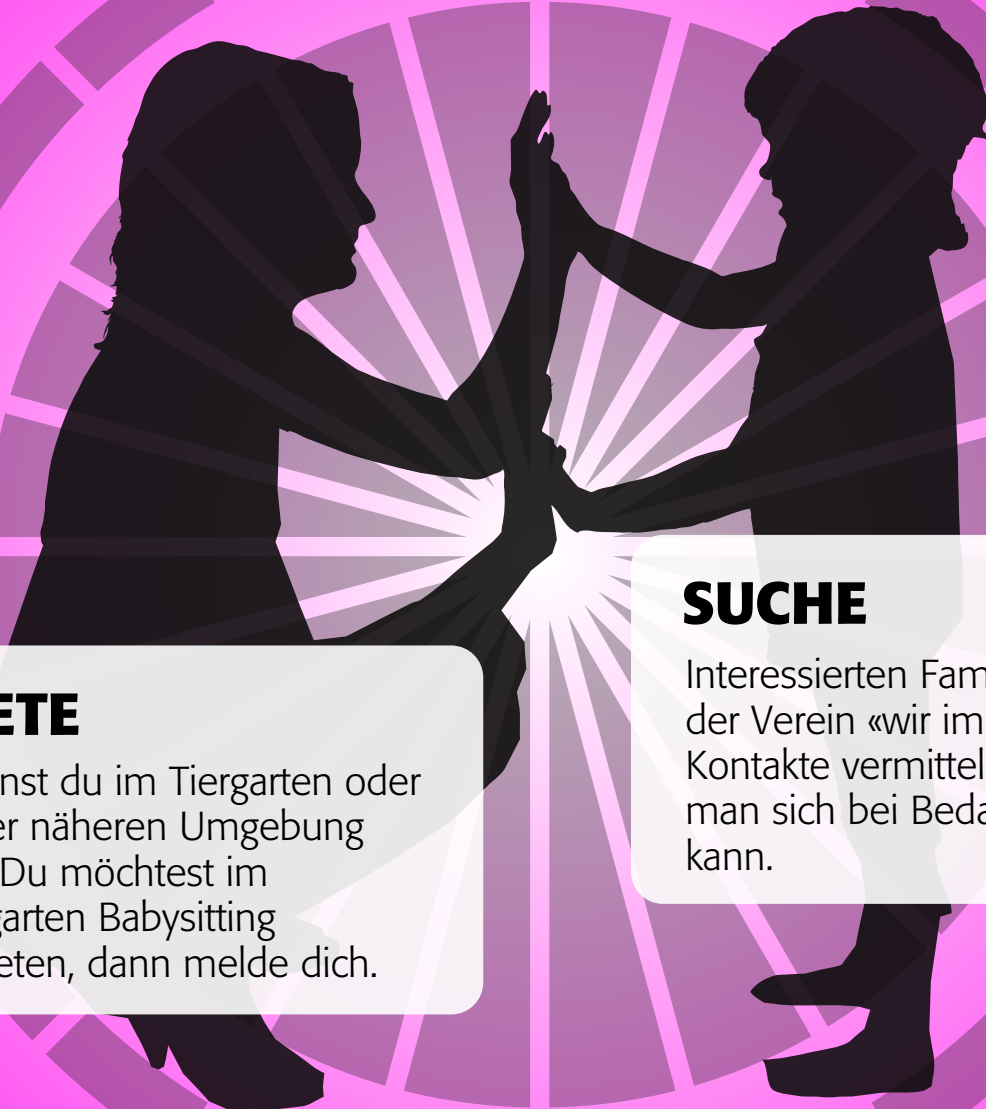 ETE
nst du im Tiergarten oder
er näheren Umgebung
Du möchtest im
garten Babysitting
eten, dann melde dich.
SUCHE
Interessierten Fam
der Verein «wir im
Kontakte vermittel
man sich bei Beda
kann.